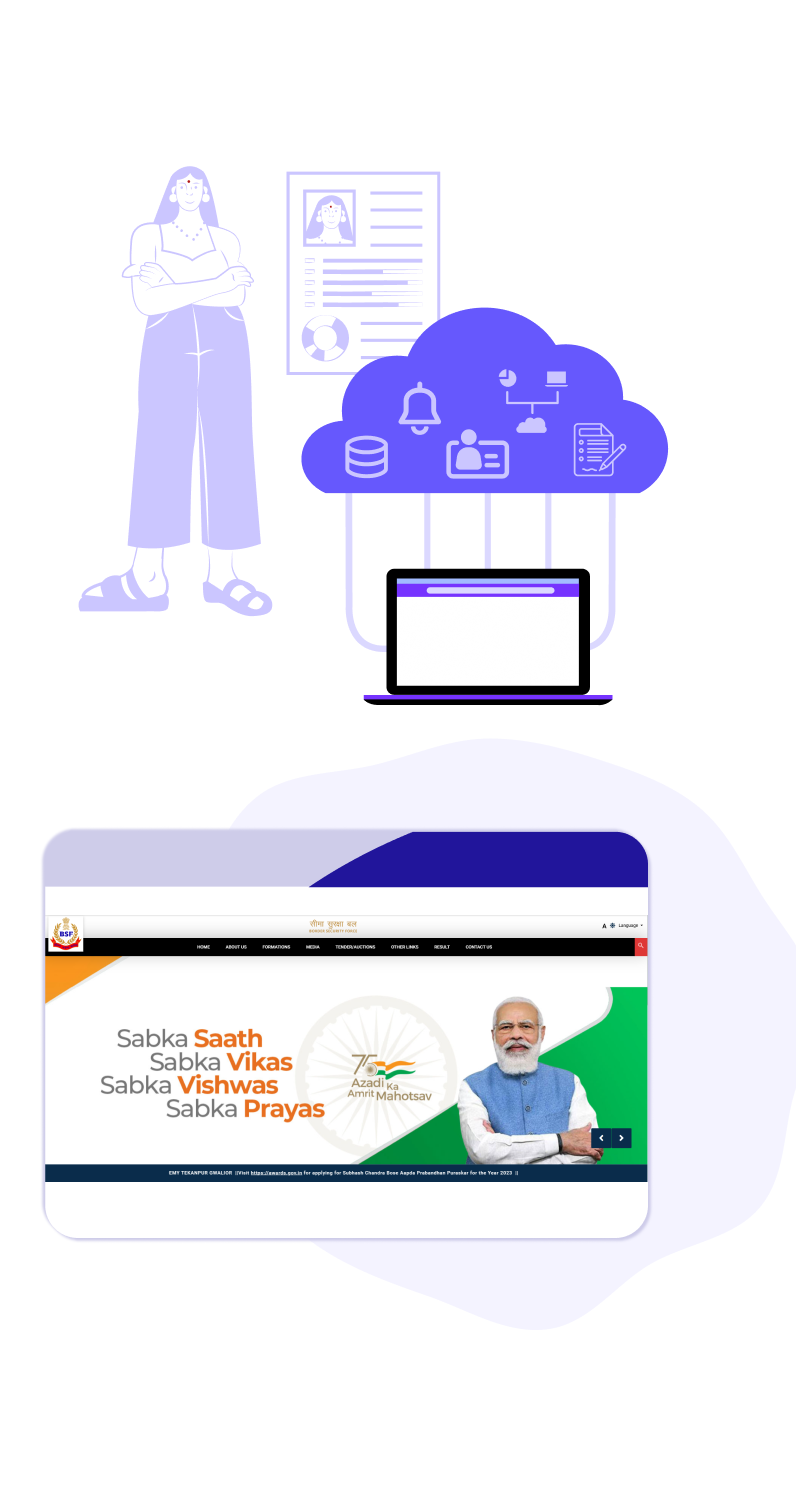 सीमा सुरक्षा बल
BORDER SECURITY FORCE
BSF
A
Language
HOME ABOUT US FORMATIONS MEDIA TENDER/AUCTIONS OTHER LINKS RESULT CONTACT US
Sabka Saath
Sabka Vikas
Sabka Vishwas
Sabka Prayas
75
Azadi Ka
Amrit Mahotsav
EMY TEKANPUR GWALIOR ||Visit https://awards.gov.in for applying for Subhash Chandra Bose Aapda Prabandhan Puraskar for the Year 2023 ||